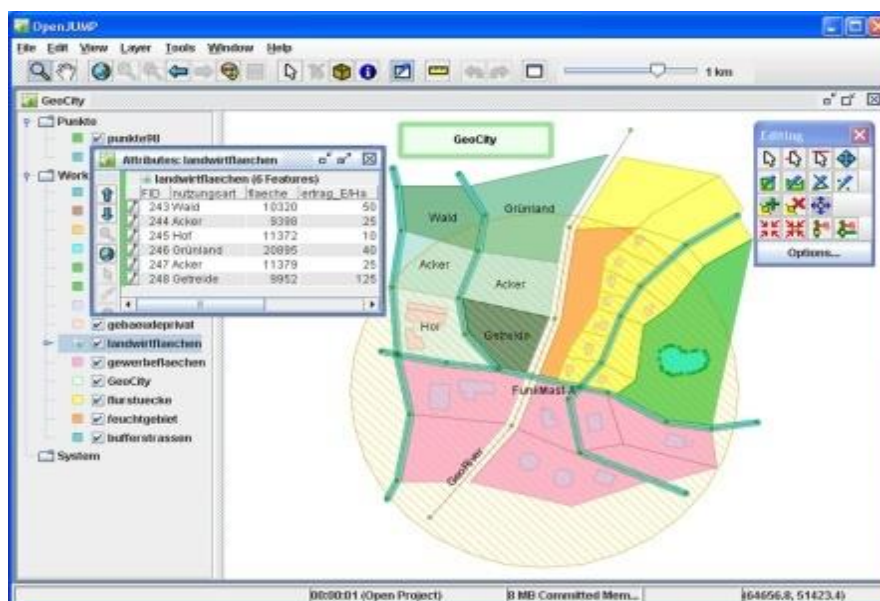 OpenJUMP
File Edit View Layer Tools Window Help
1 km
GeoCity
Punkte
punkte90
Work
Attributes: landwirtflaechen
landwirtflaechen (6 Features)
FID nutzungsart flaeche ertrag_E/Ha
243 Wald 10320 50
244 Acker 9398 25
245 Hof 11372 10
246 Grünland 20895 40
247 Acker 11379 25
248 Getreide 9952 125
gebaeudeprivat
landwirtflaechen
gewerbeflaechen
GeoCity
flurstuecke
feuchtgebiet
bufferstrassen
System
GeoCity
Wald
Grünland
Acker
Acker
Hof
Getreide
FunkMast A
GeoRiver
Editing
Options...
00:00:01 (Open Project)
8 MB Committed Mem...
(64656.8, 51423.4)